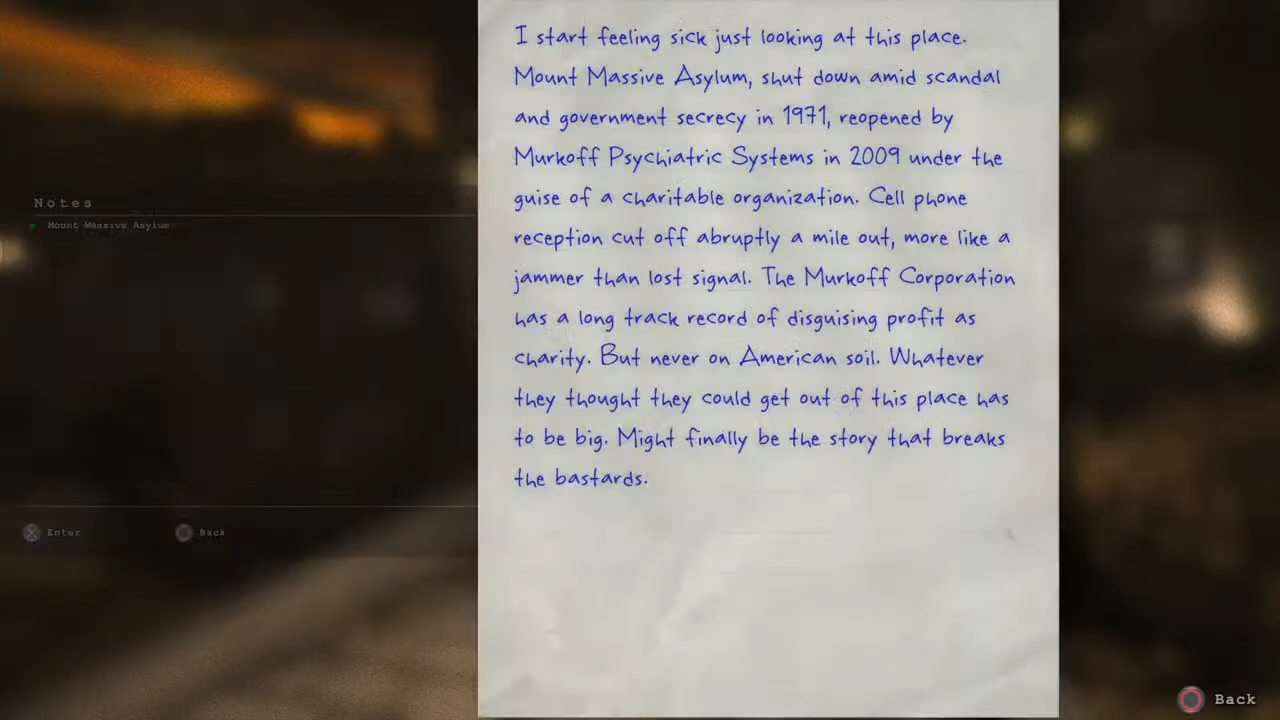 I start feeling sick just looking at this place.
Mount Massive Asylum, shut down amid scandal
and government secrecy in 1971, reopened by
Murkoff Psychiatric Systems in 2009 under the
guise of a charitable organization. Cell phone
reception cut off abruptly a mile out, more like a
jammer than lost signal. The Murkoff Corporation
has a long track record of disguising profit as
charity. But never on American soil. Whatever
they thought they could get out of this place has
to be big. Might finally be the story that breaks
the bastards.
Notes
Mount Massive Asylum
Enter
Back
Back